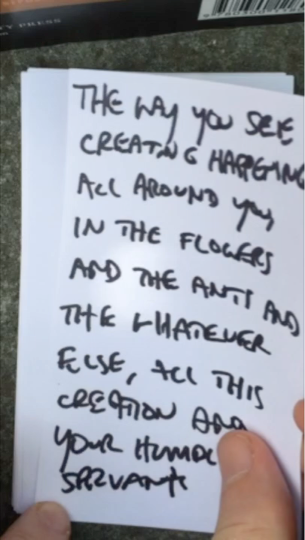 Y PRESS
THE WAY YOU SEE
CREATING HAPPENING
ALL AROUND YOU,
IN THE FLOWERS
AND THE ANTS AND
THE WHATEVER
ELSE, ALL THIS
CREATION AND
YOUR HUMBLE
SERVANTS